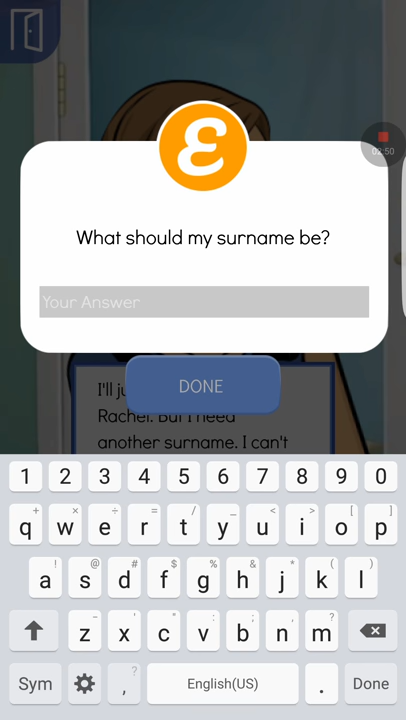 02:50
ε
What should my surname be?
Your Answer
DONE
I'll
Rachel. But I need
another surname. I can't
1 2 3 4 5 6 7 8 9 0
+ × ÷ = / _ < > [ ]
q w e r t y u i o p
! @ # $ % & * ( )
a s d f g h j k l
- ' " : ; , ?
z x c v b n m
Sym , ? English(US) . Done